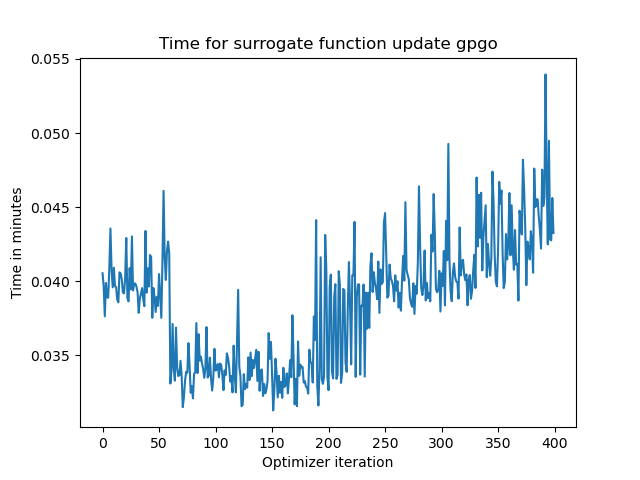 Time for surrogate function update gpgo
0.055
0.050
0.045
0.040
0.035
Time in minutes
0 50 100 150 200 250 300 350 400
Optimizer iteration